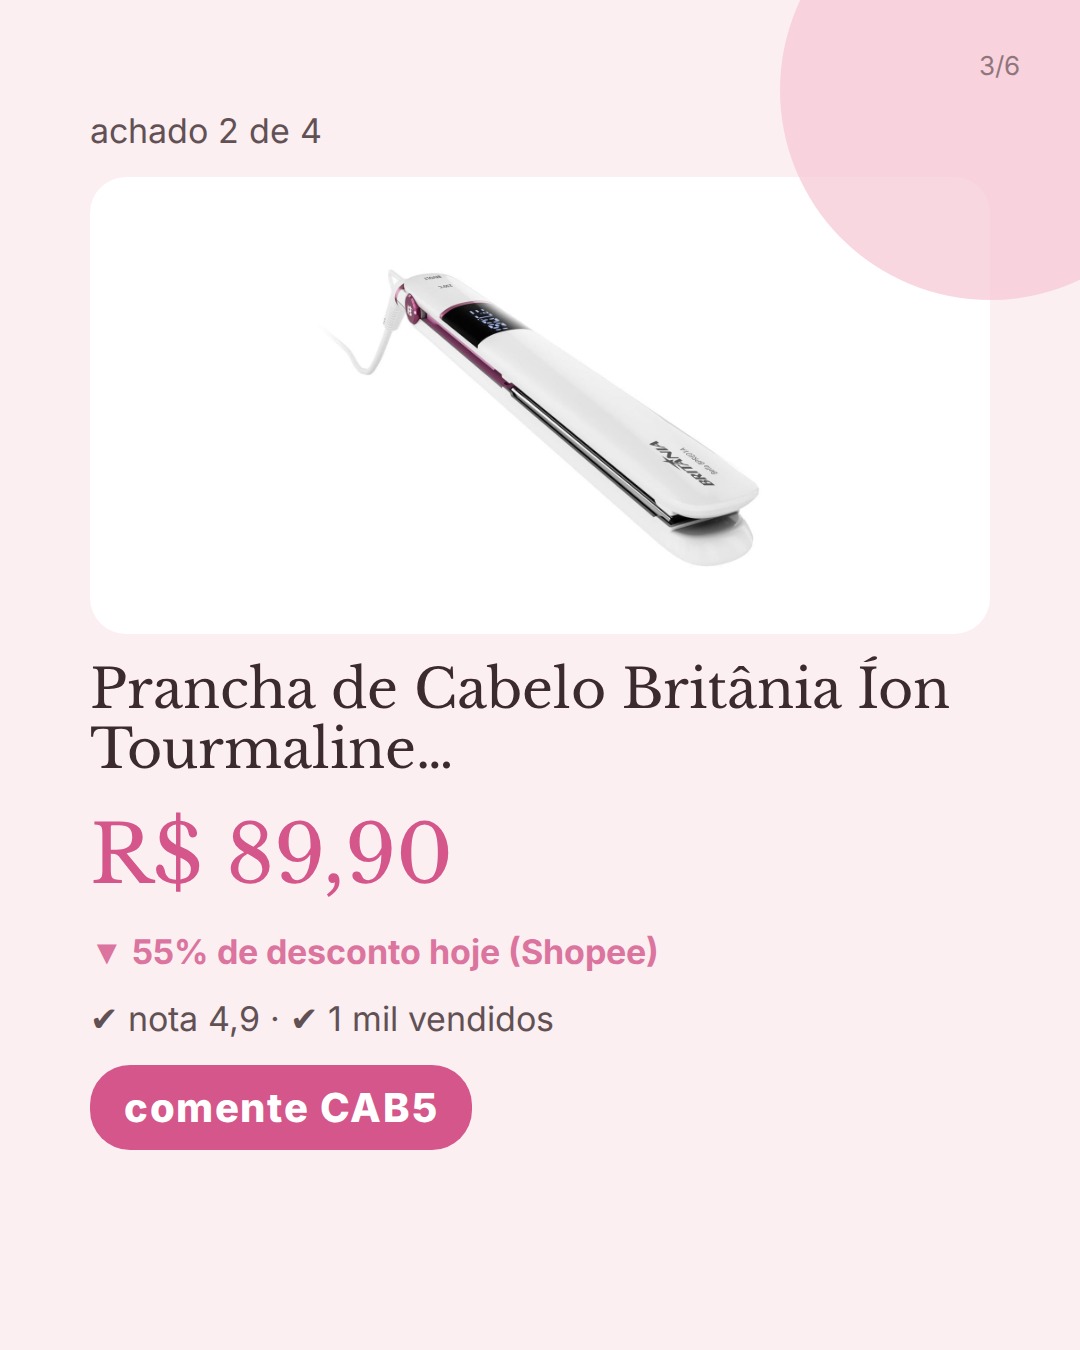 3/6
achado 2 de 4
BRITÂNIA
Prancha de Cabelo Britânia Íon
Tourmaline...
R$ 89,90
▼ 55% de desconto hoje (Shopee)
✔ nota 4,9 · ✔ 1 mil vendidos
comente CAB5